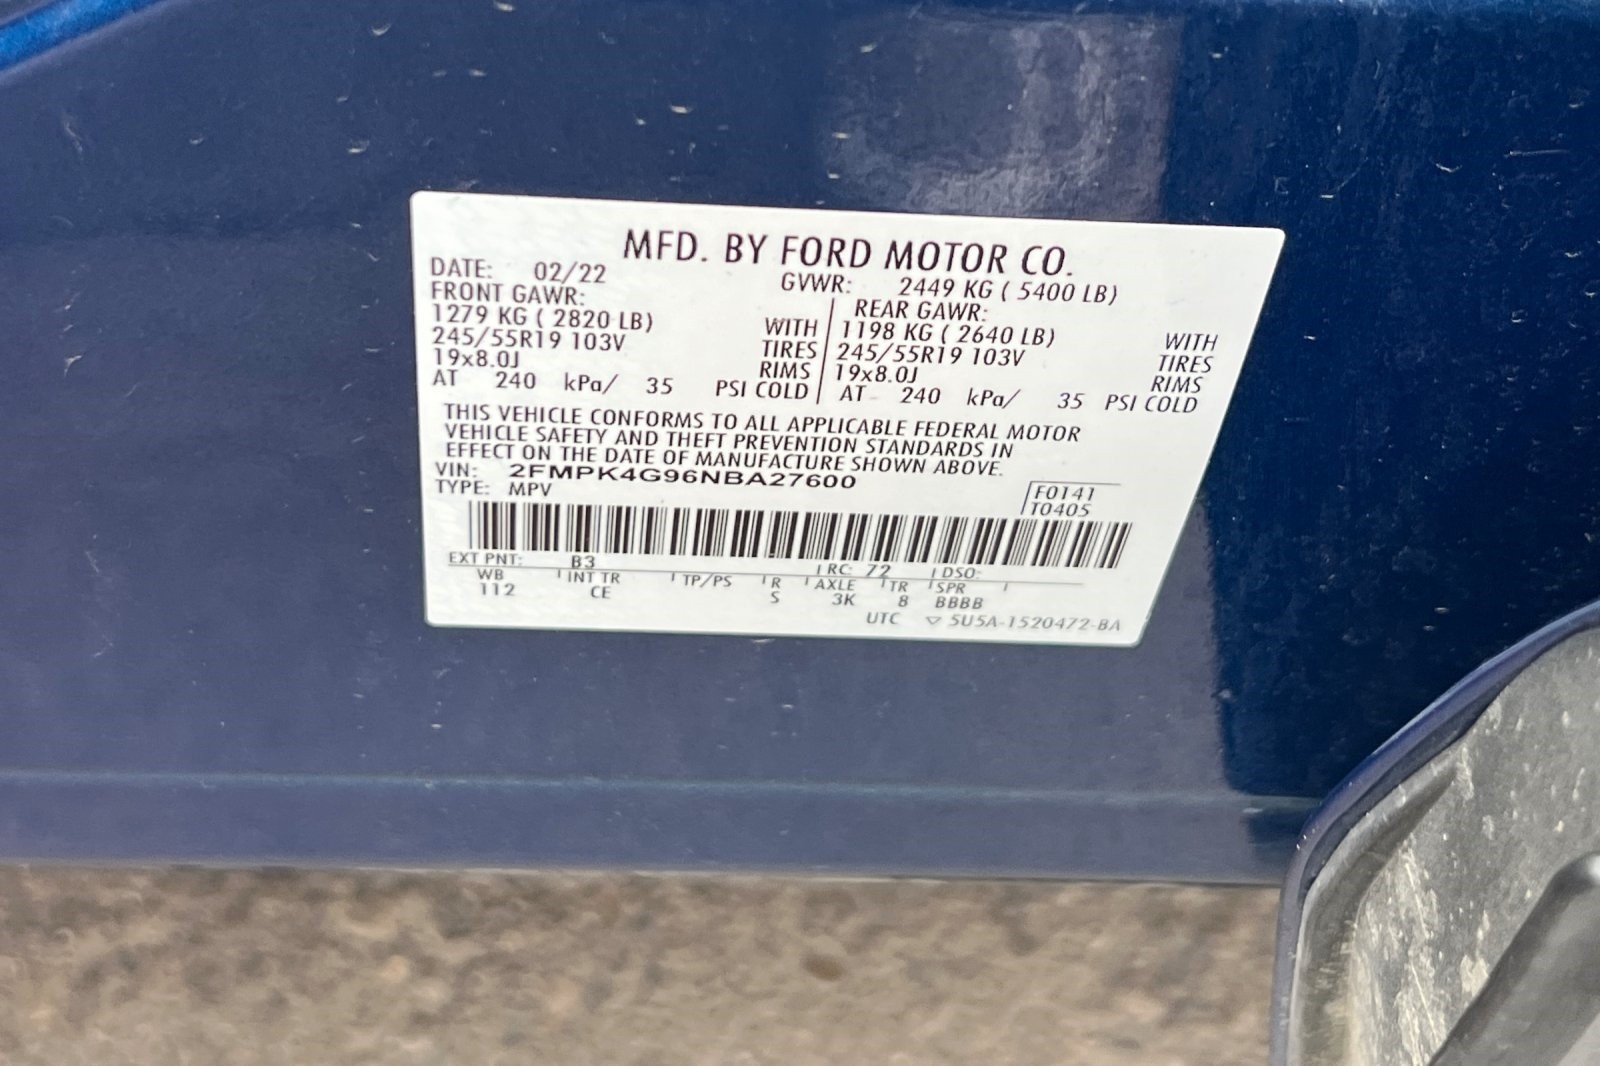 MFD. BY FORD MOTOR CO.
DATE: 02/22 GVWR: 2449 KG ( 5400 LB)
FRONT GAWR: REAR GAWR:
1279 KG ( 2820 LB) WITH 1198 KG ( 2640 LB) WITH
245/55R19 103V TIRES 245/55R19 103V TIRES
19x8.0J RIMS 19x8.0J RIMS
AT 240 kPa/ 35 PSI COLD AT 240 kPa/ 35 PSI COLD
THIS VEHICLE CONFORMS TO ALL APPLICABLE FEDERAL MOTOR
VEHICLE SAFETY AND THEFT PREVENTION STANDARDS IN
EFFECT ON THE DATE OF MANUFACTURE SHOWN ABOVE.
VIN: 2FMPK4G96NBA27600
TYPE: MPV F0141
T0405
EXT PNT: B3 RC: 72 DSO:
WB INT TR TP/PS R AXLE TR SPR
112 CE S 3K 8 BBBB
UTC ▽ 5U5A-1520472-BA